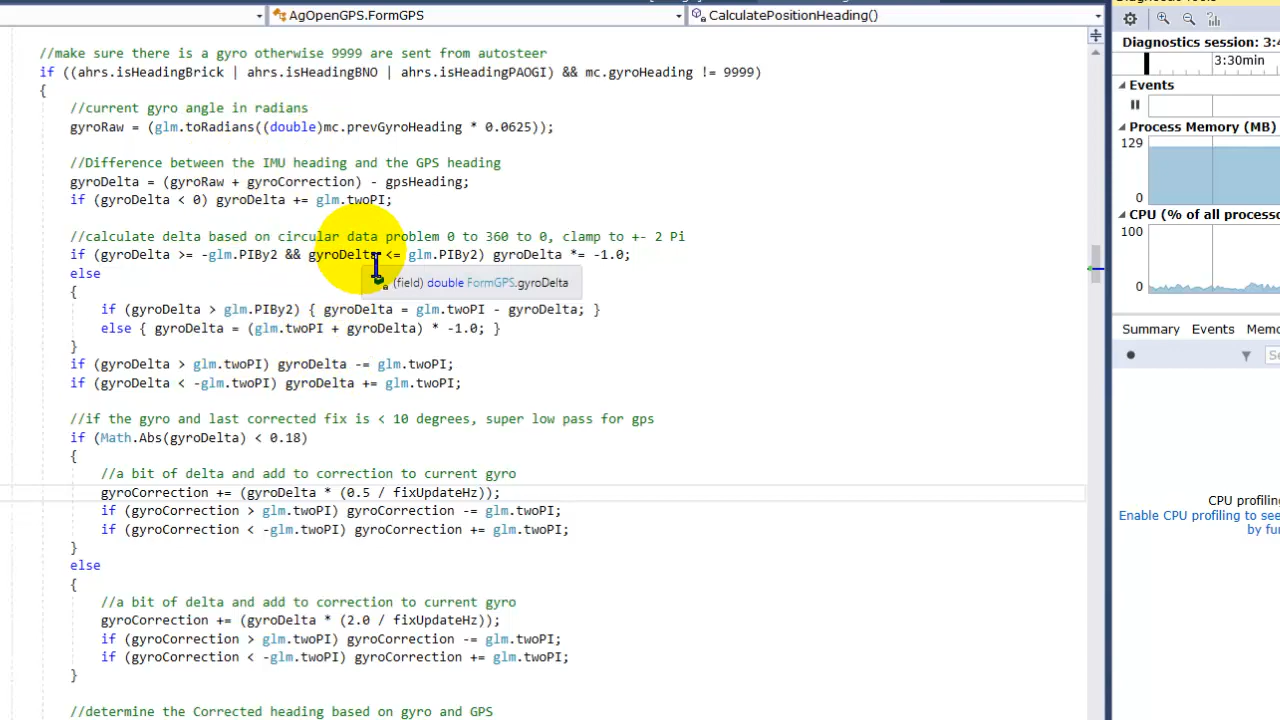 AgOpenGPS.FormGPS
CalculatePositionHeading()
//make sure there is a gyro otherwise 9999 are sent from autosteer
if ((ahrs.isHeadingBrick | ahrs.isHeadingBNO | ahrs.isHeadingPAOGI) && mc.gyroHeading != 9999)
{
//current gyro angle in radians
gyroRaw = (glm.toRadians((double)mc.prevGyroHeading * 0.0625));
//Difference between the IMU heading and the GPS heading
gyroDelta = (gyroRaw + gyroCorrection) - gpsHeading;
if (gyroDelta < 0) gyroDelta += glm.twoPI;
//calculate delta based on circular data problem 0 to 360 to 0, clamp to +- 2 Pi
if (gyroDelta >= -glm.PIBy2 && gyroDelta <= glm.PIBy2) gyroDelta *= -1.0;
else
(field) double FormGPS.gyroDelta
{
if (gyroDelta > glm.PIBy2) { gyroDelta = glm.twoPI - gyroDelta; }
else { gyroDelta = (glm.twoPI + gyroDelta) * -1.0; }
}
if (gyroDelta > glm.twoPI) gyroDelta -= glm.twoPI;
if (gyroDelta < -glm.twoPI) gyroDelta += glm.twoPI;
//if the gyro and last corrected fix is < 10 degrees, super low pass for gps
if (Math.Abs(gyroDelta) < 0.18)
{
//a bit of delta and add to correction to current gyro
gyroCorrection += (gyroDelta * (0.5 / fixUpdateHz));
if (gyroCorrection > glm.twoPI) gyroCorrection -= glm.twoPI;
if (gyroCorrection < -glm.twoPI) gyroCorrection += glm.twoPI;
}
else
{
//a bit of delta and add to correction to current gyro
gyroCorrection += (gyroDelta * (2.0 / fixUpdateHz));
if (gyroCorrection > glm.twoPI) gyroCorrection -= glm.twoPI;
if (gyroCorrection < -glm.twoPI) gyroCorrection += glm.twoPI;
}
//determine the Corrected heading based on gyro and GPS
Diagnostics session: 3:4
3:30min
Events
Process Memory (MB)
129
0
CPU (% of all processo
100
0
Summary Events Memo
Se
CPU profiling
Enable CPU profiling to see
by fun